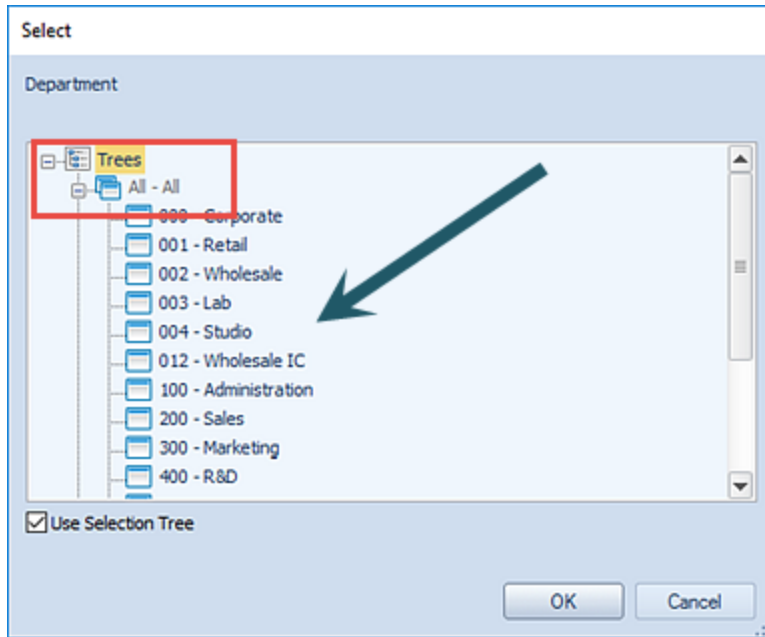 Select
Department
Trees
All - All
000 - Corporate
001 - Retail
002 - Wholesale
003 - Lab
004 - Studio
012 - Wholesale IC
100 - Administration
200 - Sales
300 - Marketing
400 - R&D
Use Selection Tree
OK Cancel